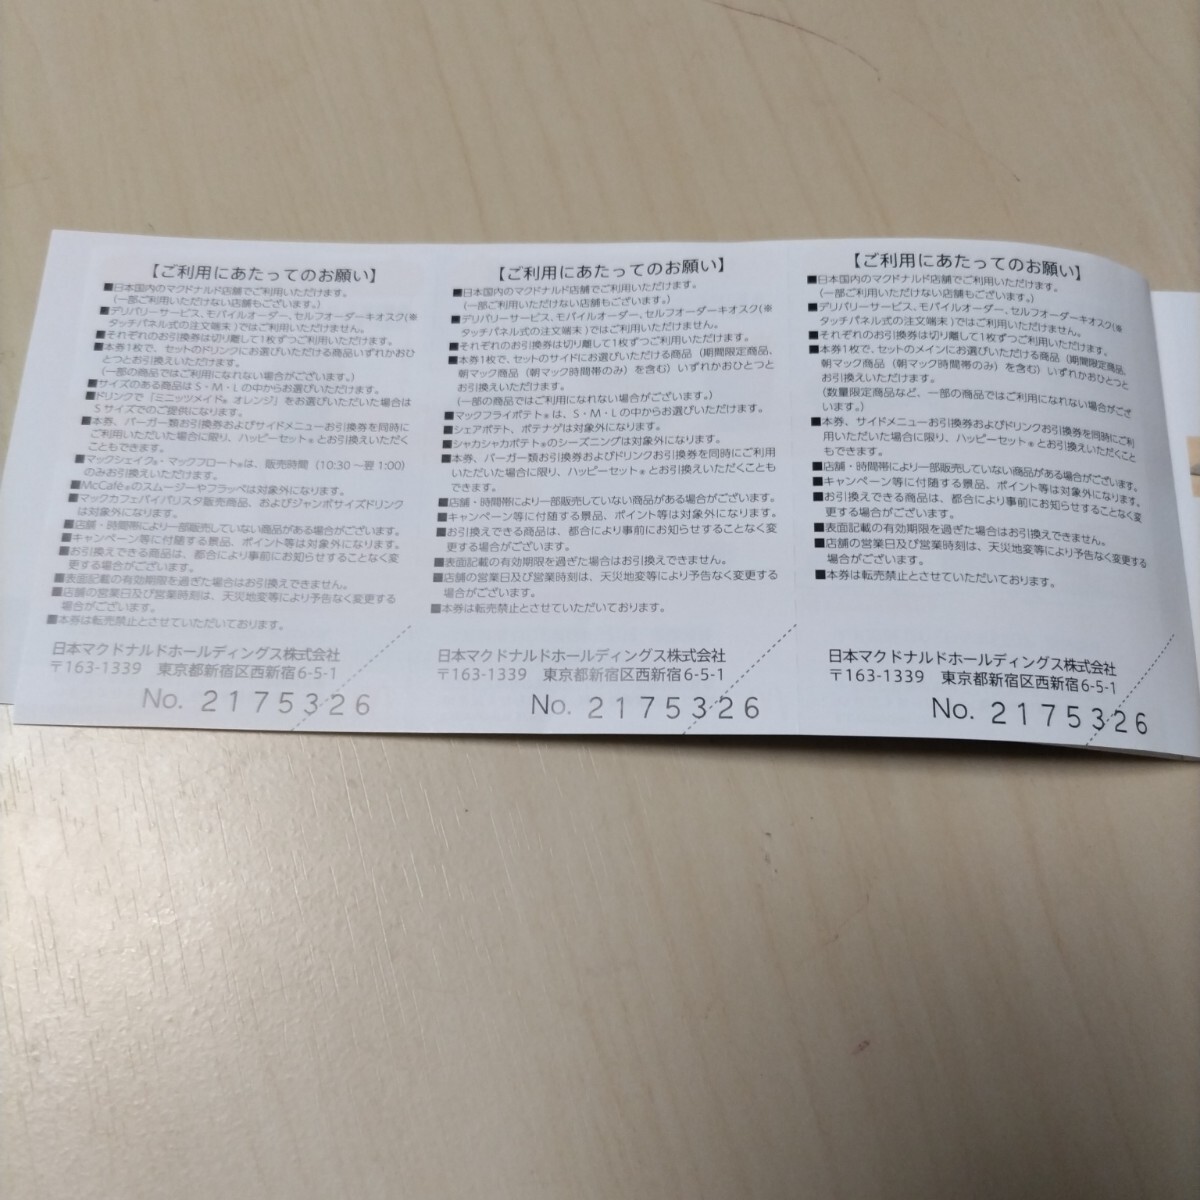 【ご利用にあたってのお願い】
■日本国内のマクドナルド店舗でご利用いただけます。
(一部ご利用いただけない店舗もございます。)
■デリバリーサービス、モバイルオーダー、セルフオーダーキオスク(※
タッチパネル式の注文端末)ではご利用いただけません。
■それぞれのお引換券は切り離して1枚ずつご利用いただけます。
■本券1枚で、セットのドリンクにお選びいただける商品いずれかおひ
とつとお引換えいただけます。
(一部の商品ではご利用になれない場合がございます。)
■サイズのある商品はS・M・Lの中からお選びいただけます。
■ドリンクで「ミニッツメイド® オレンジ」をお選びいただいた場合は
Sサイズでのご提供になります。
■本券、バーガー類お引換券およびサイドメニューお引換券を同時に
ご利用いただいた場合に限り、ハッピーセット® とお引換えいただく
こともできます。
■マックシェイク®・マックフロート®は、販売時間 (10:30~翌1:00)
のみお引換えいただけます。
■McCafé®のスムージーやフラッペは対象外になります。
■マックカフェバイバリスタ販売商品、およびジャンボサイズドリンク
は対象外になります。
■店舗・時間帯により一部販売していない商品がある場合がございます。
■キャンペーン等に付随する景品、ポイント等は対象外になります。
■お引換えできる商品は、都合により事前にお知らせすることなく変
更する場合がございます。
■表面記載の有効期限を過ぎた場合はお引換えできません。
■店舗の営業日及び営業時刻は、天災地変等により予告なく変更する
場合がございます。
■本券は転売禁止とさせていただいております。
日本マクドナルドホールディングス株式会社
〒163-1339 東京都新宿区西新宿6-5-1
No. 2175326
【ご利用にあたってのお願い】
■日本国内のマクドナルド店舗でご利用いただけます。
(一部ご利用いただけない店舗もございます。)
■デリバリーサービス、モバイルオーダー、セルフオーダーキオスク(※
タッチパネル式の注文端末)ではご利用いただけません。
■それぞれのお引換券は切り離して1枚ずつご利用いただけます。
■本券1枚で、セットのサイドにお選びいただける商品(期間限定商品、
朝マック商品(朝マック時間帯のみ)を含む)いずれかおひとつと
お引換えいただけます。
(一部の商品ではご利用になれない場合がございます。)
■マックフライポテト®は、S・M・Lの中からお選びいただけます。
■シェアポテト、ポテナゲは対象外になります。
■シャカシャカポテト®のシーズニングは対象外になります。
■本券、バーガー類お引換券およびドリンクお引換券を同時にご利用
いただいた場合に限り、ハッピーセット® とお引換えいただくことも
できます。
■店舗・時間帯により一部販売していない商品がある場合がございます。
■キャンペーン等に付随する景品、ポイント等は対象外になります。
■お引換えできる商品は、都合により事前にお知らせすることなく変
更する場合がございます。
■表面記載の有効期限を過ぎた場合はお引換えできません。
■店舗の営業日及び営業時刻は、天災地変等により予告なく変更する
場合がございます。
■本券は転売禁止とさせていただいております。
日本マクドナルドホールディングス株式会社
〒163-1339 東京都新宿区西新宿6-5-1
No. 2175326
【ご利用にあたってのお願い】
■日本国内のマクドナルド店舗でご利用いただけます。
(一部ご利用いただけない店舗もございます。)
■デリバリーサービス、モバイルオーダー、セルフオーダーキオスク(※
タッチパネル式の注文端末)ではご利用いただけません。
■それぞれのお引換券は切り離して1枚ずつご利用いただけます。
■本券1枚で、セットのメインにお選びいただける商品(期間限定商品、
朝マック商品(朝マック時間帯のみ)を含む)いずれかおひとつと
お引換えいただけます。
(数量限定商品など、一部の商品ではご利用になれない場合がござ
います。)
■本券、サイドメニューお引換券およびドリンクお引換券を同時にご利
用いただいた場合に限り、ハッピーセット® とお引換えいただくこと
もできます。
■店舗・時間帯により一部販売していない商品がある場合がございます。
■キャンペーン等に付随する景品、ポイント等は対象外になります。
■お引換えできる商品は、都合により事前にお知らせすることなく変
更する場合がございます。
■表面記載の有効期限を過ぎた場合はお引換えできません。
■店舗の営業日及び営業時刻は、天災地変等により予告なく変更する
場合がございます。
■本券は転売禁止とさせていただいております。
日本マクドナルドホールディングス株式会社
〒163-1339 東京都新宿区西新宿6-5-1
No. 2175326